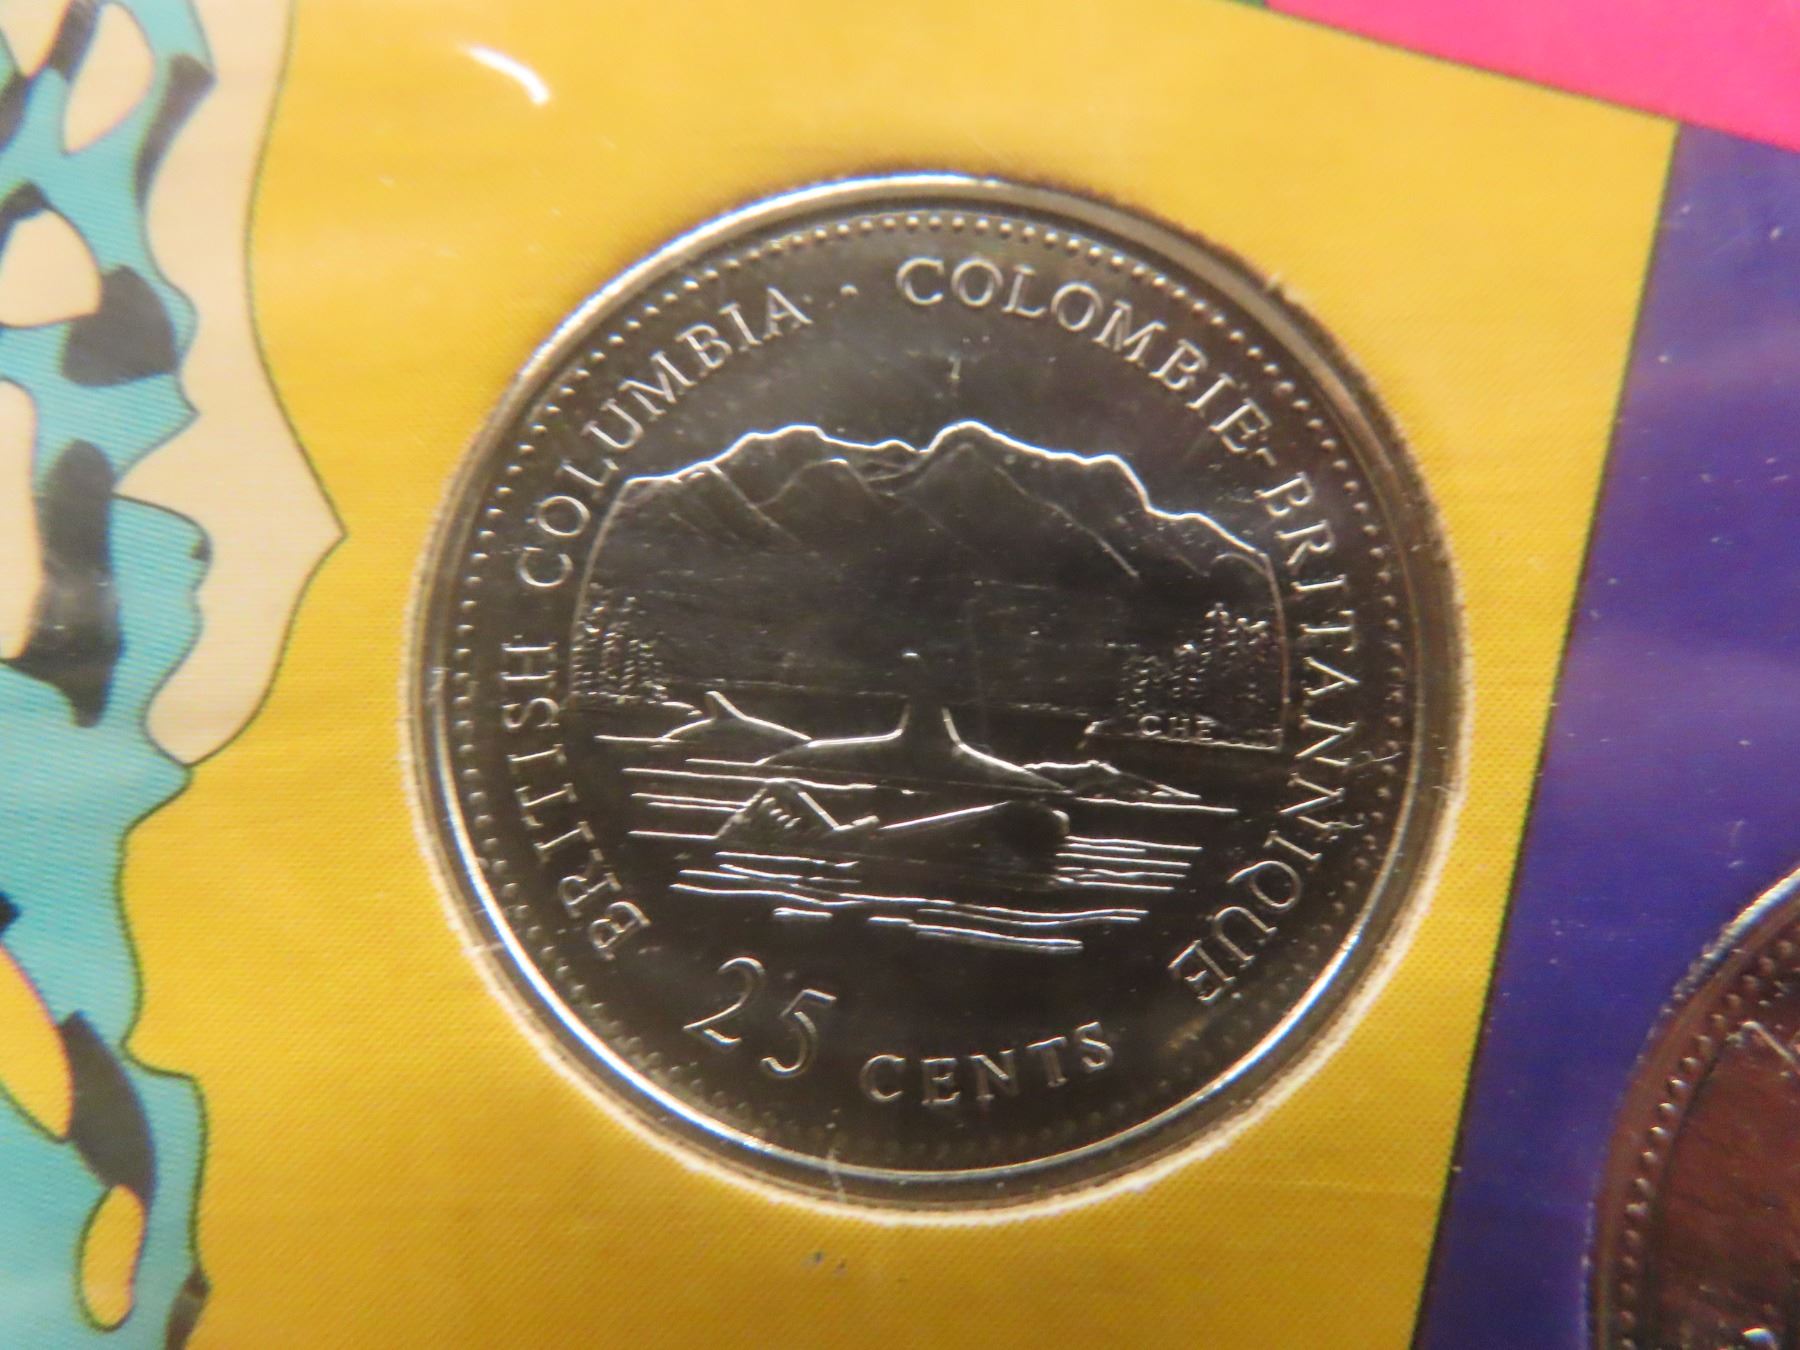 BRITISH COLUMBIA · COLOMBIE-BRITANNIQUE
CHE
25 CENTS